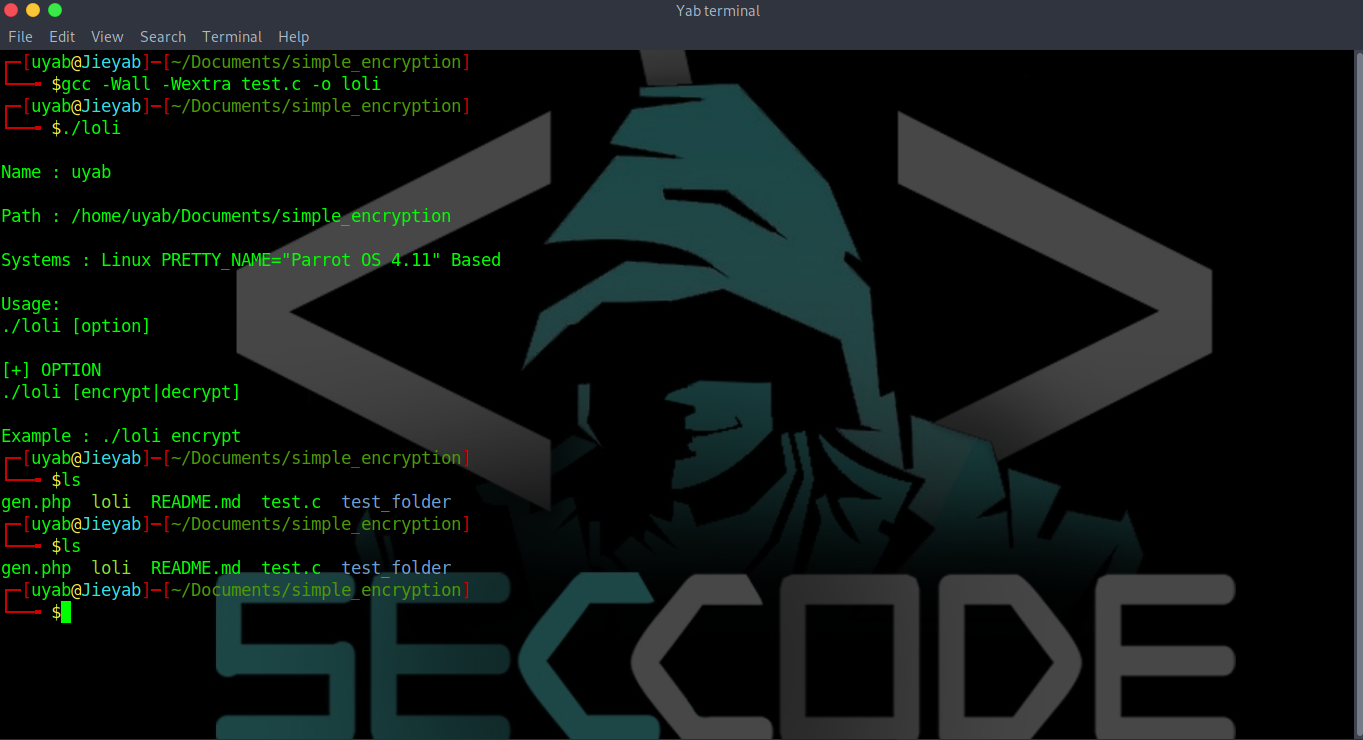 Yab terminal
File Edit View Search Terminal Help
┌─[uyab@Jieyab]─[~/Documents/simple_encryption]
└──╼ $gcc -Wall -Wextra test.c -o loli
┌─[uyab@Jieyab]─[~/Documents/simple_encryption]
└──╼ $./loli
Name : uyab
Path : /home/uyab/Documents/simple_encryption
Systems : Linux PRETTY_NAME="Parrot OS 4.11" Based
Usage:
./loli [option]
[+] OPTION
./loli [encrypt|decrypt]
Example : ./loli encrypt
┌─[uyab@Jieyab]─[~/Documents/simple_encryption]
└──╼ $ls
gen.php  loli  README.md  test.c  test_folder
┌─[uyab@Jieyab]─[~/Documents/simple_encryption]
└──╼ $ls
gen.php  loli  README.md  test.c  test_folder
┌─[uyab@Jieyab]─[~/Documents/simple_encryption]
└──╼ $
SECCODE